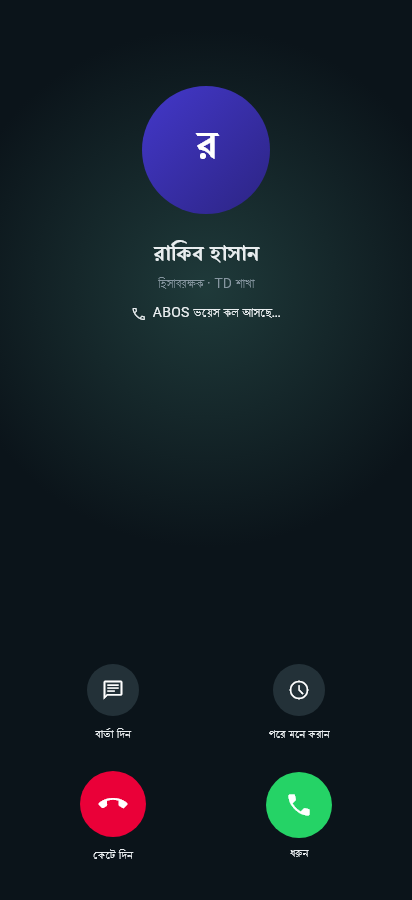 র
রাকিব হাসান
হিসাবরক্ষক · TD শাখা
ABOS ভয়েস কল আসছে...
বার্তা দিন
পরে মনে করান
কেটে দিন
ধরুন